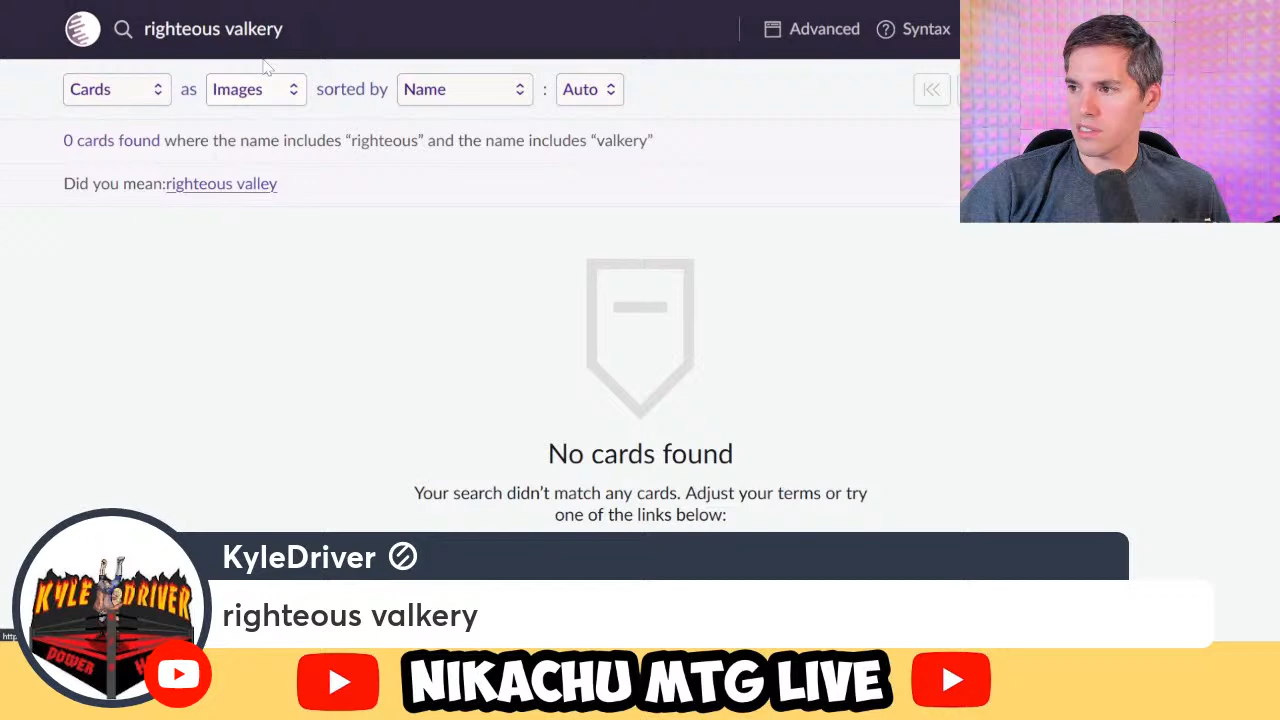 righteous valkery
Advanced
Syntax
Cards as Images sorted by Name : Auto
0 cards found where the name includes “righteous” and the name includes “valkery”
Did you mean:righteous valley
No cards found
Your search didn’t match any cards. Adjust your terms or try
one of the links below:
KyleDriver
righteous valkery
KYLE DRIVER
POWER
http
NIKACHU MTG LIVE